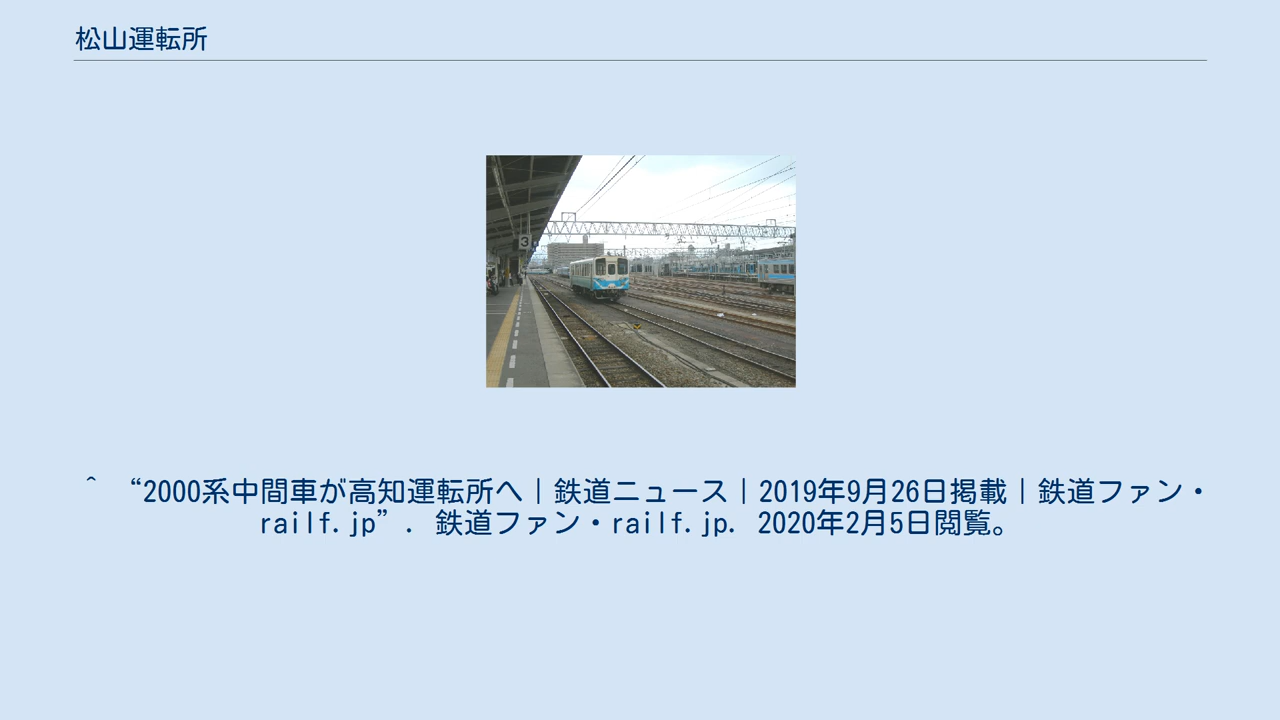 松山運転所
3
^ “2000系中間車が高知運転所へ｜鉄道ニュース｜2019年9月26日掲載｜鉄道ファン・
railf.jp”. 鉄道ファン・railf.jp. 2020年2月5日閲覧。